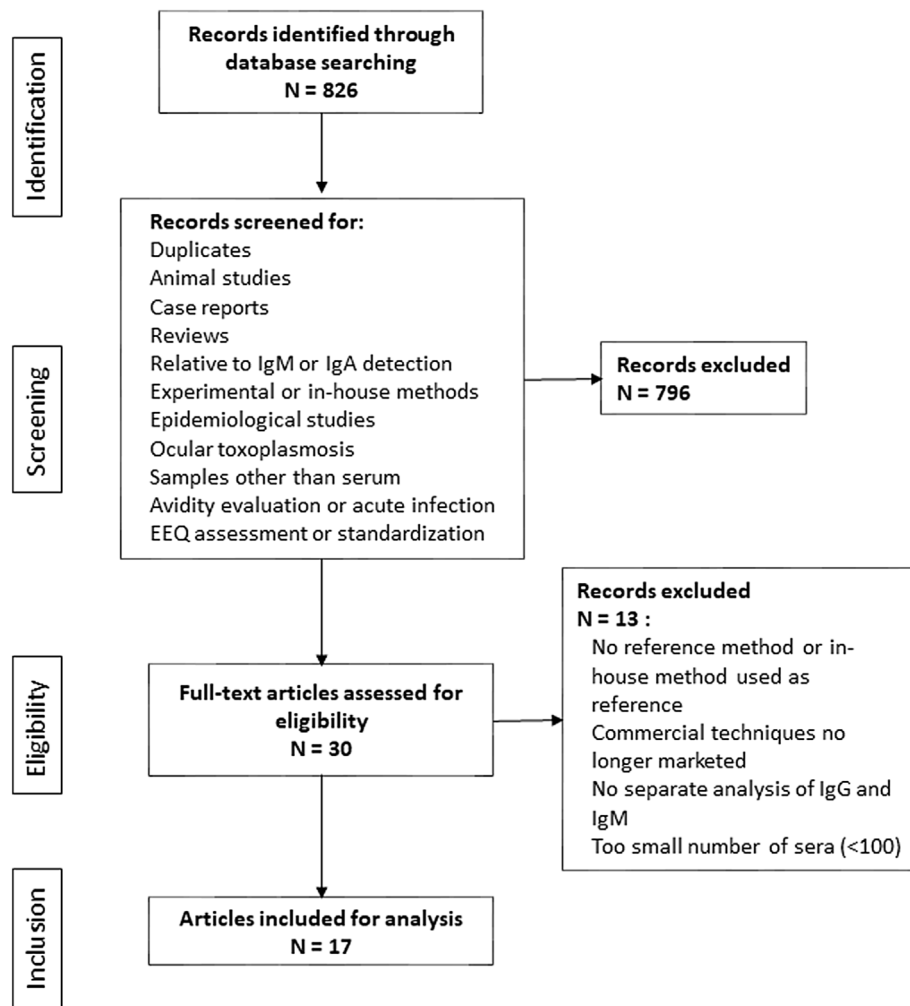 Identification
Records identified through
database searching
N = 826
Screening
Records screened for:
Duplicates
Animal studies
Case reports
Reviews
Relative to IgM or IgA detection
Experimental or in-house methods
Epidemiological studies
Ocular toxoplasmosis
Samples other than serum
Avidity evaluation or acute infection
EEQ assessment or standardization
Records excluded
N = 796
Eligibility
Full-text articles assessed for
eligibility
N = 30
Records excluded
N = 13 :
No reference method or in-
house method used as
reference
Commercial techniques no
longer marketed
No separate analysis of IgG and
IgM
Too small number of sera (<100)
Inclusion
Articles included for analysis
N = 17